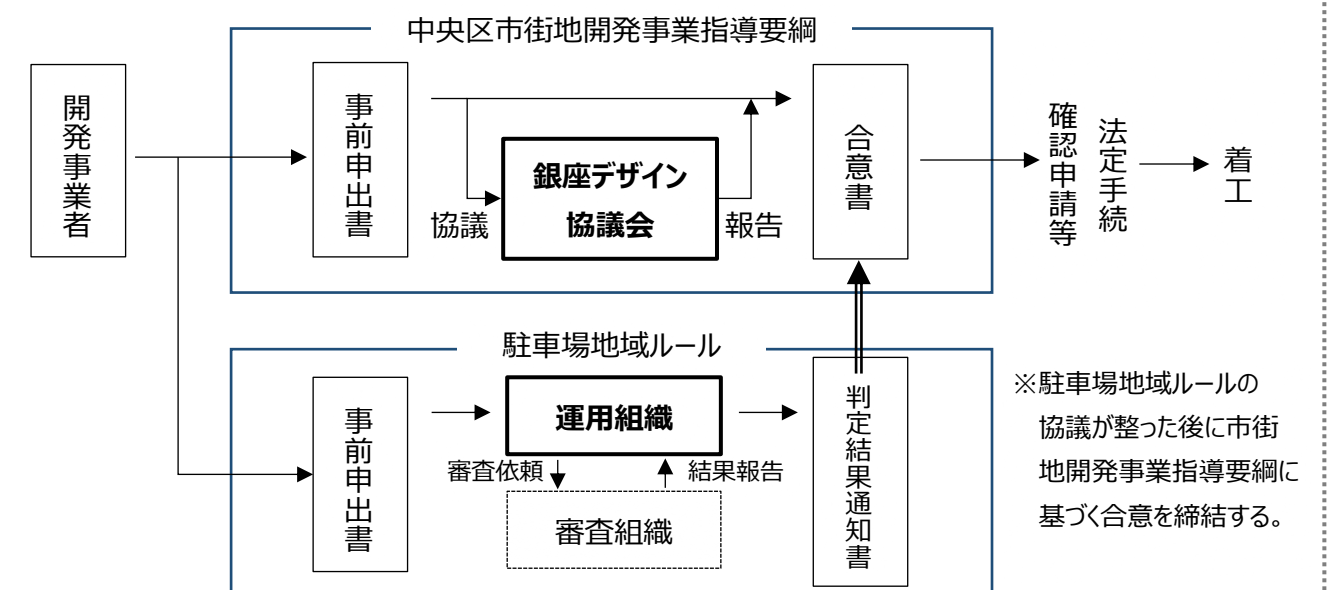 中央区市街地開発事業指導要綱
開発事業者
事前申出書
協議
銀座デザイン
協議会
報告
合意書
確認申請等
法定手続
着工
駐車場地域ルール
事前申出書
運用組織
審査依頼
結果報告
審査組織
判定結果通知書
※駐車場地域ルールの
協議が整った後に市街
地開発事業指導要綱に
基づく合意を締結する。